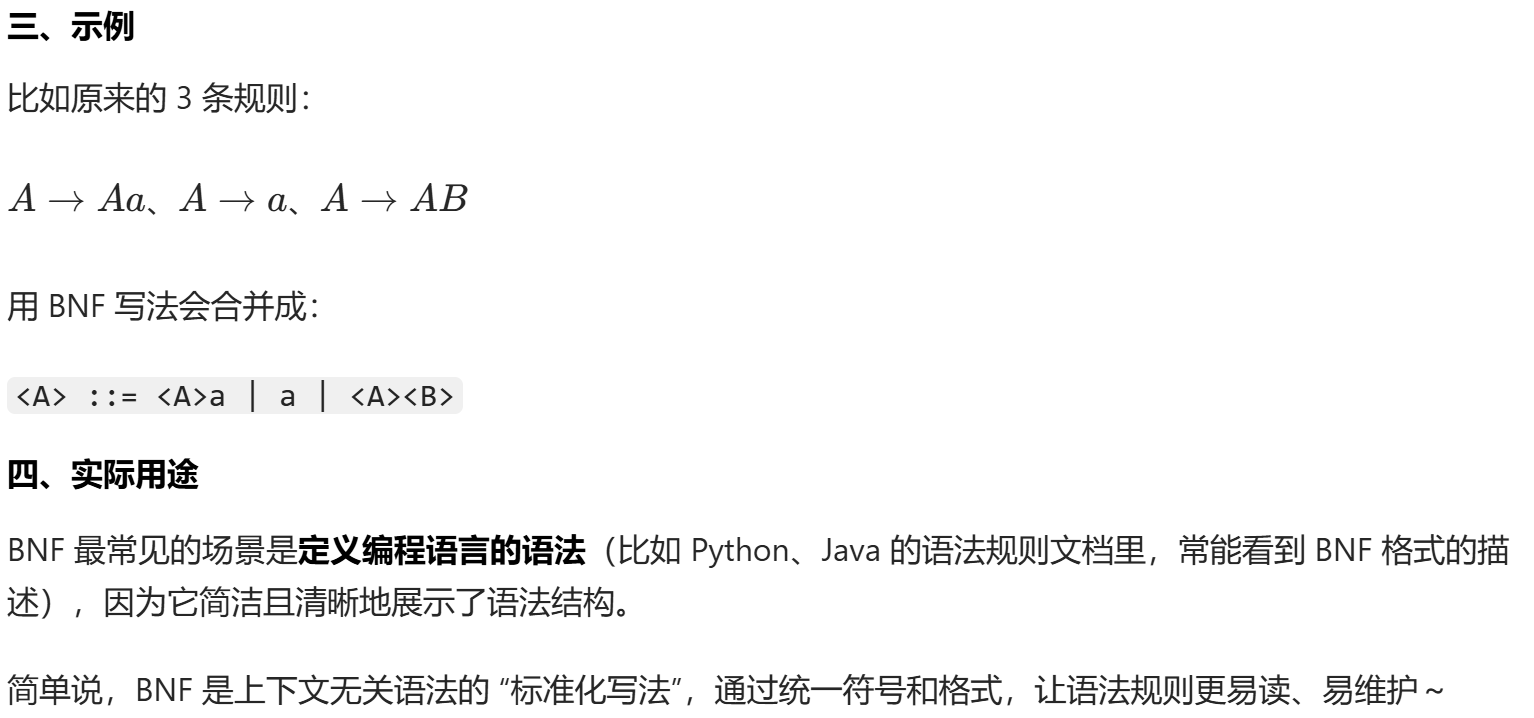 三、示例
比如原来的 3 条规则：
A → Aa、A → a、A → AB
用 BNF 写法会合并成：
<A> ::= <A>a | a | <A><B>
四、实际用途
BNF 最常见的场景是定义编程语言的语法（比如 Python、Java 的语法规则文档里，常能看到 BNF 格式的描
述），因为它简洁且清晰地展示了语法结构。
简单说，BNF 是上下文无关语法的 “标准化写法”，通过统一符号和格式，让语法规则更易读、易维护～